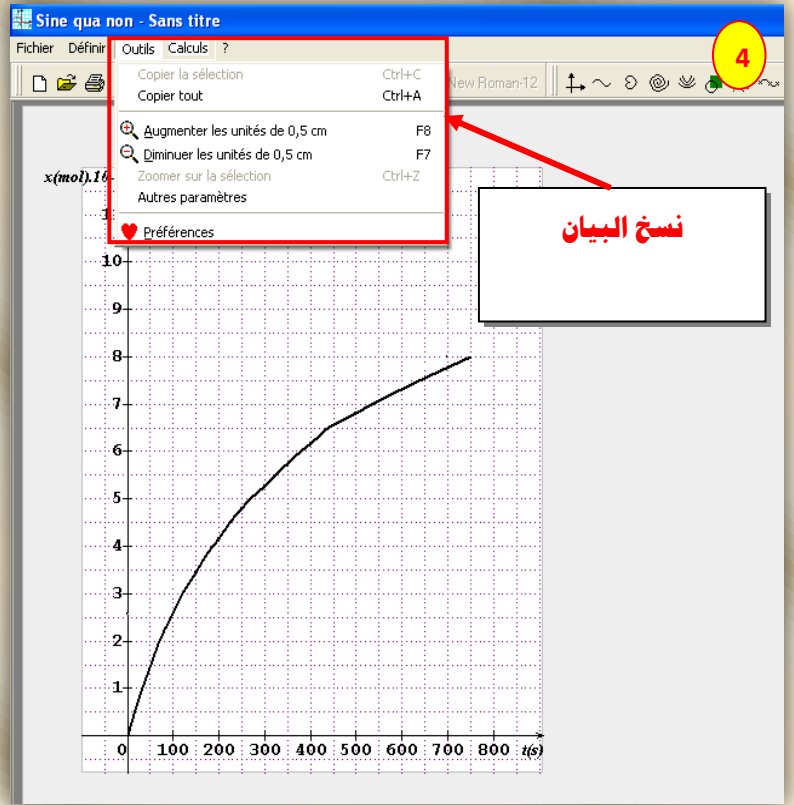 Sine qua non - Sans titre
Fichier Définir Outils Calculs ?
4
New Roman-12
Copier la sélection Ctrl+C
Copier tout Ctrl+A
Augmenter les unités de 0,5 cm F8
Diminuer les unités de 0,5 cm F7
Zoomer sur la sélection Ctrl+Z
Autres paramètres
Préférences
نسخ البيان
x(mol).10
10
9
8
7
6
5
4
3
2
1
0 100 200 300 400 500 600 700 800 t(s)